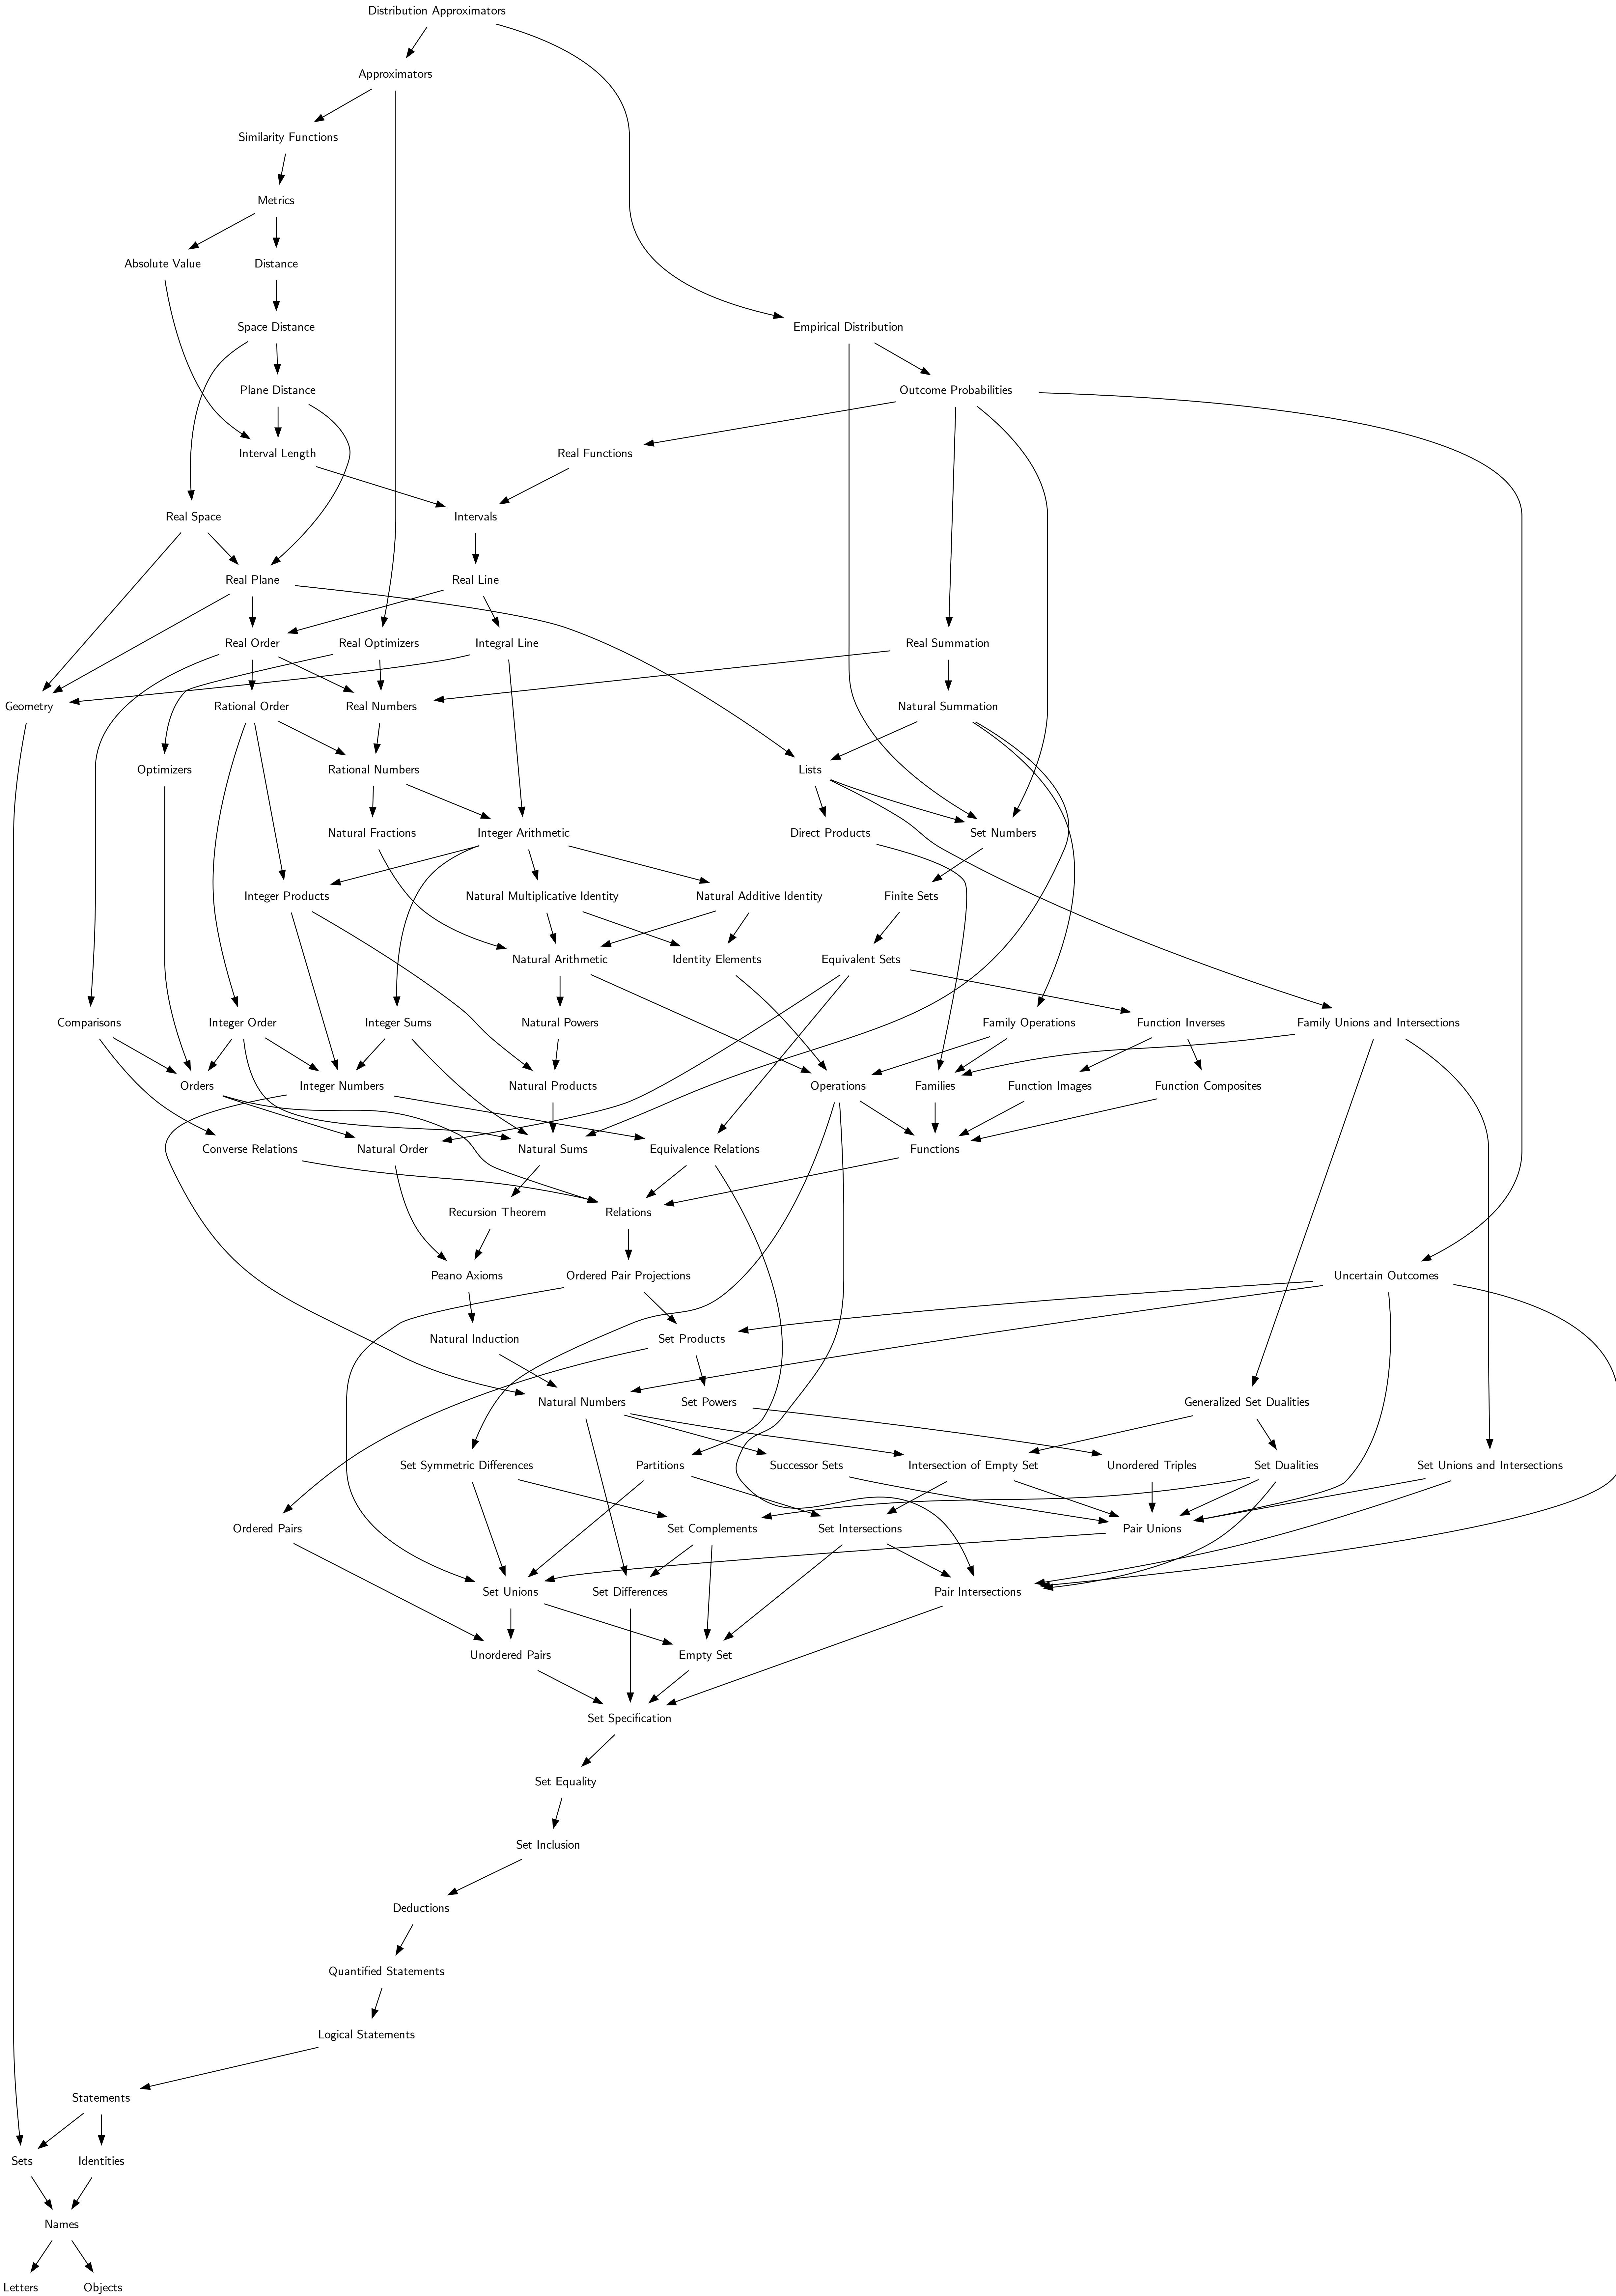 Distribution Approximators
Approximators
Similarity Functions
Metrics
Absolute Value
Distance
Space Distance
Empirical Distribution
Plane Distance
Outcome Probabilities
Interval Length
Real Functions
Real Space
Intervals
Real Plane
Real Line
Real Order
Real Optimizers
Integral Line
Real Summation
Geometry
Rational Order
Real Numbers
Natural Summation
Optimizers
Rational Numbers
Lists
Natural Fractions
Integer Arithmetic
Direct Products
Set Numbers
Integer Products
Natural Multiplicative Identity
Natural Additive Identity
Finite Sets
Natural Arithmetic
Identity Elements
Equivalent Sets
Comparisons
Integer Order
Integer Sums
Natural Powers
Family Operations
Function Inverses
Family Unions and Intersections
Orders
Integer Numbers
Natural Products
Operations
Families
Function Images
Function Composites
Converse Relations
Natural Order
Natural Sums
Equivalence Relations
Functions
Recursion Theorem
Relations
Peano Axioms
Ordered Pair Projections
Uncertain Outcomes
Natural Induction
Set Products
Natural Numbers
Set Powers
Generalized Set Dualities
Set Symmetric Differences
Partitions
Successor Sets
Intersection of Empty Set
Unordered Triples
Set Dualities
Set Unions and Intersections
Ordered Pairs
Set Complements
Set Intersections
Pair Unions
Set Unions
Set Differences
Pair Intersections
Unordered Pairs
Empty Set
Set Specification
Set Equality
Set Inclusion
Deductions
Quantified Statements
Logical Statements
Statements
Sets
Identities
Names
Letters
Objects